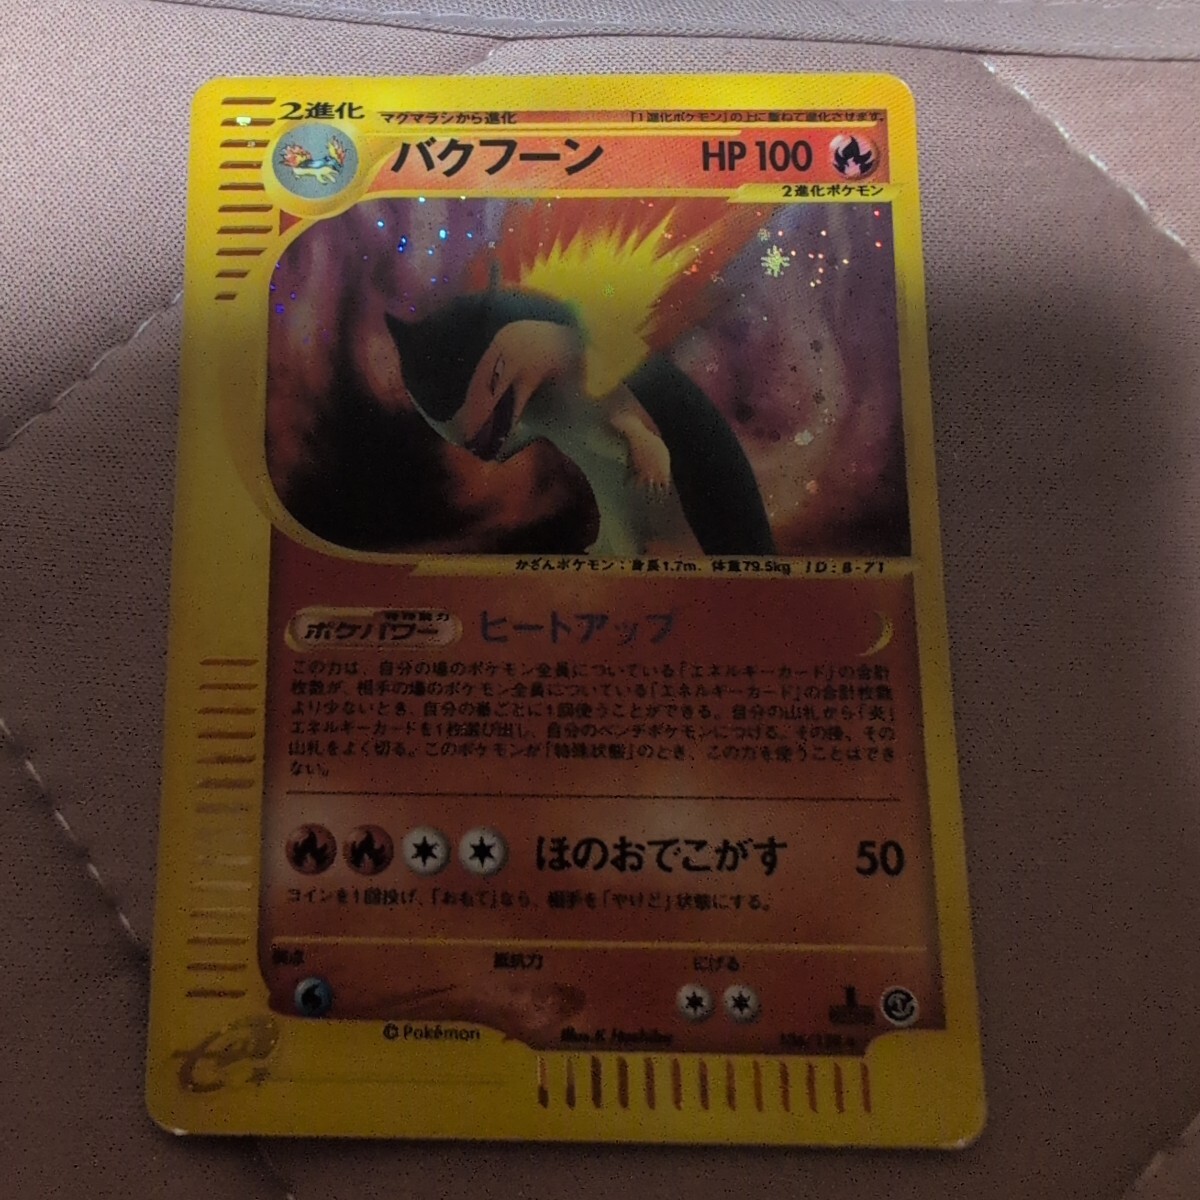 2進化
マグマラシから進化
「1進化ポケモン」の上に重ねて進化させます。
バクフーン HP 100
2進化ポケモン
かざんポケモン：身長1.7m. 体重79.5kg ID：B-71
特殊能力
ポケパワー ヒートアップ
この力は、自分の場のポケモン全員についている「エネルギーカード」の合計
枚数が、相手の場のポケモン全員についている「エネルギーカード」の合計枚数
より少ないとき、自分の番ごとに1回使うことができる。自分の山札から「炎」
エネルギーカードを1枚選び出し、自分のベンチポケモンにつける。その後、その
山札をよく切る。このポケモンが「特殊状態」のとき、この力を使うことはでき
ない。
ほのおでこがす 50
コインを1回投げ、「おもて」なら、相手を「やけど」状態にする。
弱点 抵抗力 にげる
© Pokémon
Illus.K Hoshiba